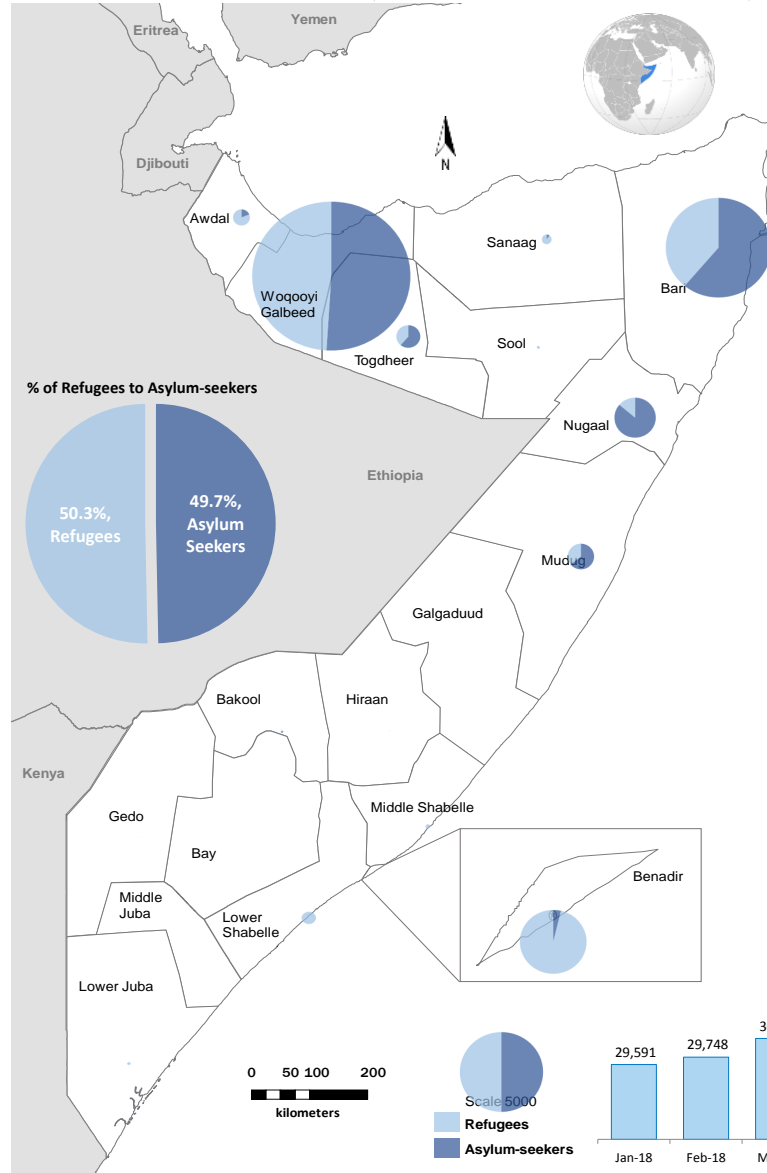 Yemen
Eritrea
Djibouti
N
Awdal
Sanaag
Woqooyi
Galbeed
Bari
Togdheer
Sool
% of Refugees to Asylum-seekers
Nugaal
50.3%,
Refugees
49.7%,
Asylum
Seekers
Ethiopia
Mudug
Galgaduud
Bakool
Hiraan
Kenya
Gedo
Middle Shabelle
Bay
Benadir
Middle
Juba
Lower
Shabelle
Lower Juba
0 50 100 200
kilometers
Scale 5000
Refugees
Asylum-seekers
29,591
29,748
3
Jan-18
Feb-18
M